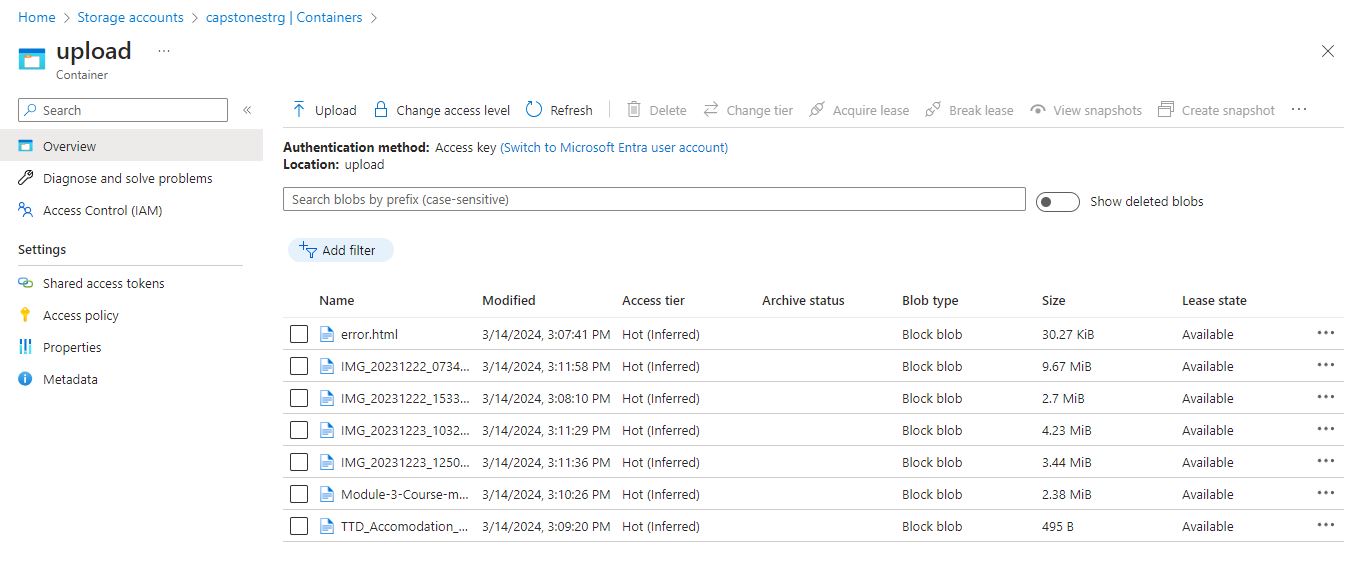 Home > Storage accounts > capstonestrg | Containers >
upload ...
Container
Search «
Overview
Diagnose and solve problems
Access Control (IAM)
Settings
Shared access tokens
Access policy
Properties
Metadata
Upload Change access level Refresh Delete Change tier Acquire lease Break lease View snapshots Create snapshot ...
Authentication method: Access key (Switch to Microsoft Entra user account)
Location: upload
Search blobs by prefix (case-sensitive) Show deleted blobs
Add filter
Name Modified Access tier Archive status Blob type Size Lease state
error.html 3/14/2024, 3:07:41 PM Hot (Inferred) Block blob 30.27 KiB Available ...
IMG_20231222_0734... 3/14/2024, 3:11:58 PM Hot (Inferred) Block blob 9.67 MiB Available ...
IMG_20231222_1533... 3/14/2024, 3:08:10 PM Hot (Inferred) Block blob 2.7 MiB Available ...
IMG_20231223_1032... 3/14/2024, 3:11:29 PM Hot (Inferred) Block blob 4.23 MiB Available ...
IMG_20231223_1250... 3/14/2024, 3:11:36 PM Hot (Inferred) Block blob 3.44 MiB Available ...
Module-3-Course-m... 3/14/2024, 3:10:26 PM Hot (Inferred) Block blob 2.38 MiB Available ...
TTD_Accomodation_... 3/14/2024, 3:09:20 PM Hot (Inferred) Block blob 495 B Available ...